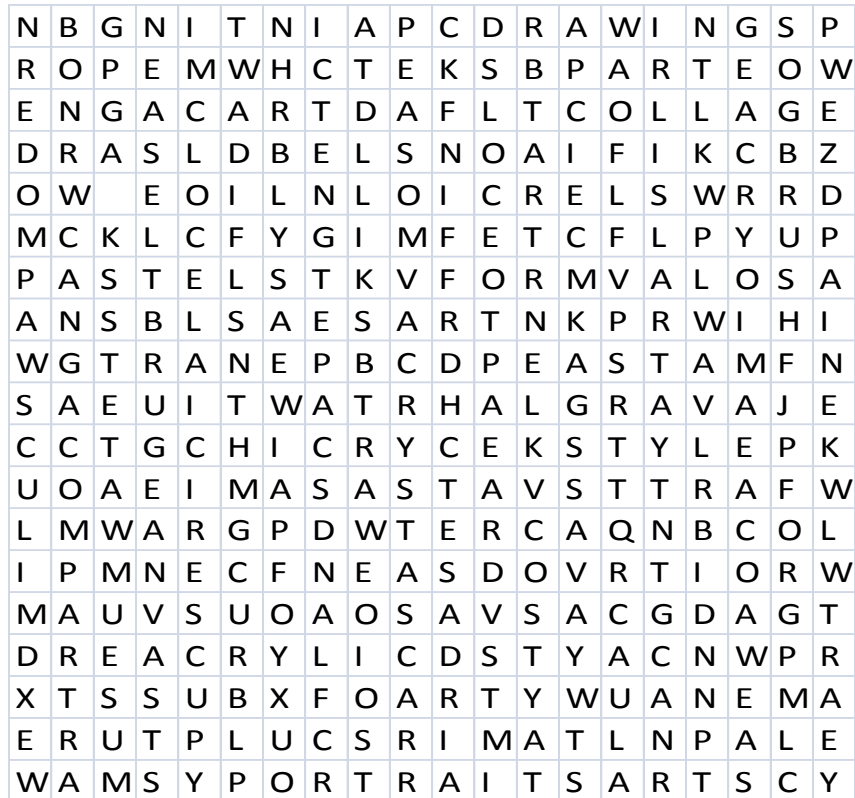 N B G N I T N I A P C D R A W I N G S P
R O P E M W H C T E K S B P A R T E O W
E N G A C A R T D A F L T C O L L A G E
D R A S L D B E L S N O A I F I K C B Z
O W E O I L N L O I C R E L S W R R D
M C K L C F Y G I M F E T C F L P Y U P
P A S T E L S T K V F O R M V A L O S A
A N S B L S A E S A R T N K P R W I H I
W G T R A N E P B C D P E A S T A M F N
S A E U I T W A T R H A L G R A V A J E
C C T G C H I C R Y C E K S T Y L E P K
U O A E I M A S A S T A V S T T R A F W
L M W A R G P D W T E R C A Q N B C O L
I P M N E C F N E A S D O V R T I O R W
M A U V S U O A O S A V S A C G D A G T
D R E A C R Y L I C D S T Y A C N W P R
X T S S U B X F O A R T Y W U A N E M A
E R U T P L U C S R I M A T L N P A L E
W A M S Y P O R T R A I T S A R T S C Y